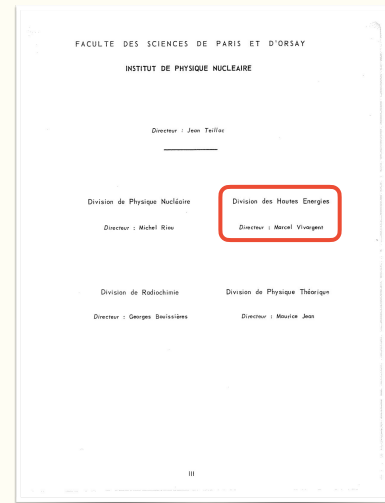 FACULTE DES SCIENCES DE PARIS ET D'ORSAY
INSTITUT DE PHYSIQUE NUCLEAIRE
Directeur : Jean Teillac
Division de Physique Nucléaire
Directeur : Michel Riou
Division des Hautes Energies
Directeur : Marcel Vivargent
Division de Radiochimie
Directeur : Georges Bouissières
Division de Physique Théorique
Directeur : Maurice Jean
III